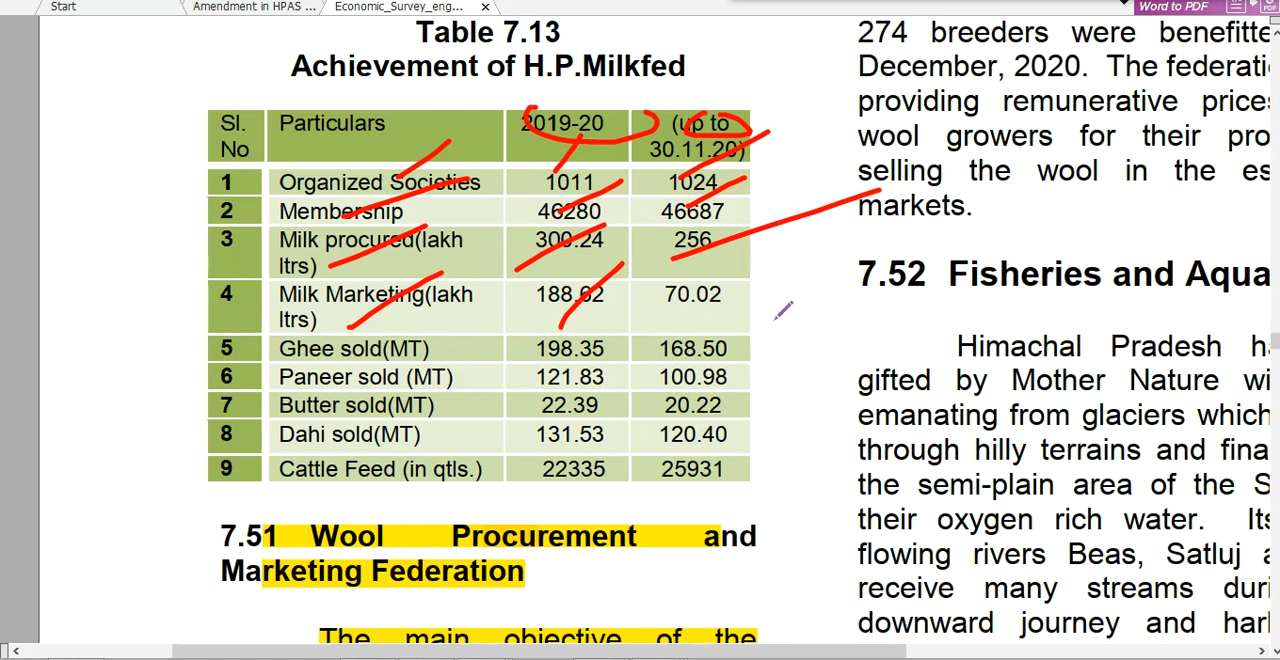 Start
Amendment in HPAS ...
Economic_Survey_eng...
Word to PDF
Table 7.13
Achievement of H.P.Milkfed
Sl. No Particulars 2019-20 (up to 30.11.20)
1 Organized Societies 1011 1024
2 Membership 46280 46687
3 Milk procured(lakh ltrs) 300.24 256
4 Milk Marketing(lakh ltrs) 188.62 70.02
5 Ghee sold(MT) 198.35 168.50
6 Paneer sold (MT) 121.83 100.98
7 Butter sold(MT) 22.39 20.22
8 Dahi sold(MT) 131.53 120.40
9 Cattle Feed (in qtls.) 22335 25931
7.51 Wool Procurement and
Marketing Federation
The main objective of the
274 breeders were benefitte
December, 2020. The federati
providing remunerative price
wool growers for their pro
selling the wool in the es
markets.
7.52 Fisheries and Aqua
Himachal Pradesh h
gifted by Mother Nature wi
emanating from glaciers which
through hilly terrains and fina
the semi-plain area of the S
their oxygen rich water. Its
flowing rivers Beas, Satluj a
receive many streams duri
downward journey and har